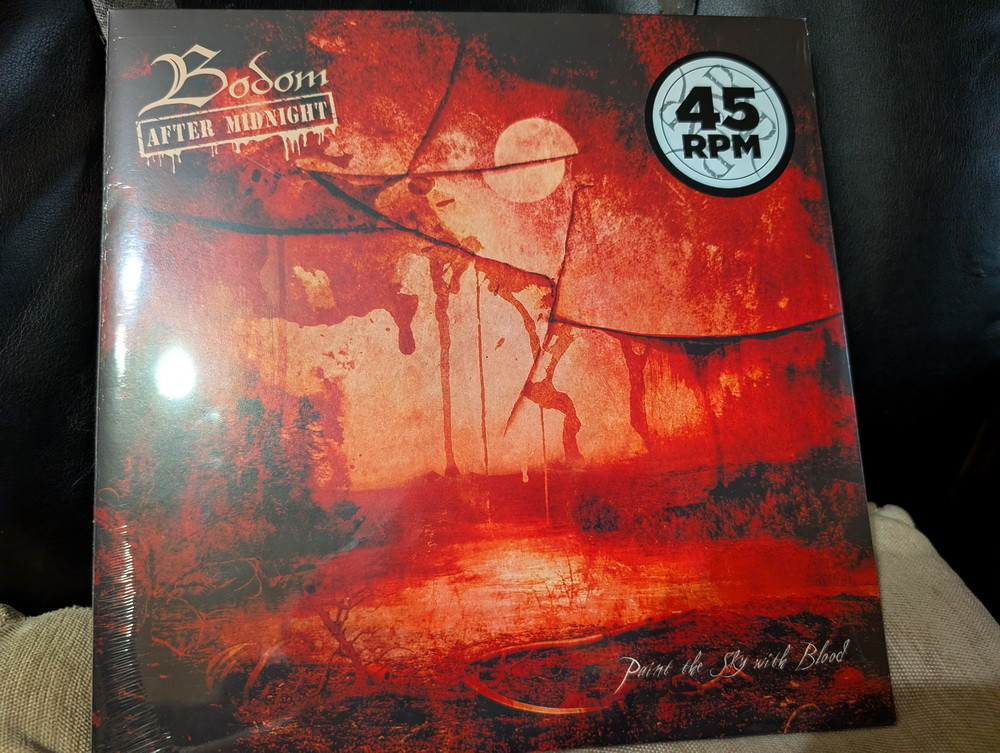 Bodom
AFTER MIDNIGHT
45
RPM
Paint the Sky with Blood